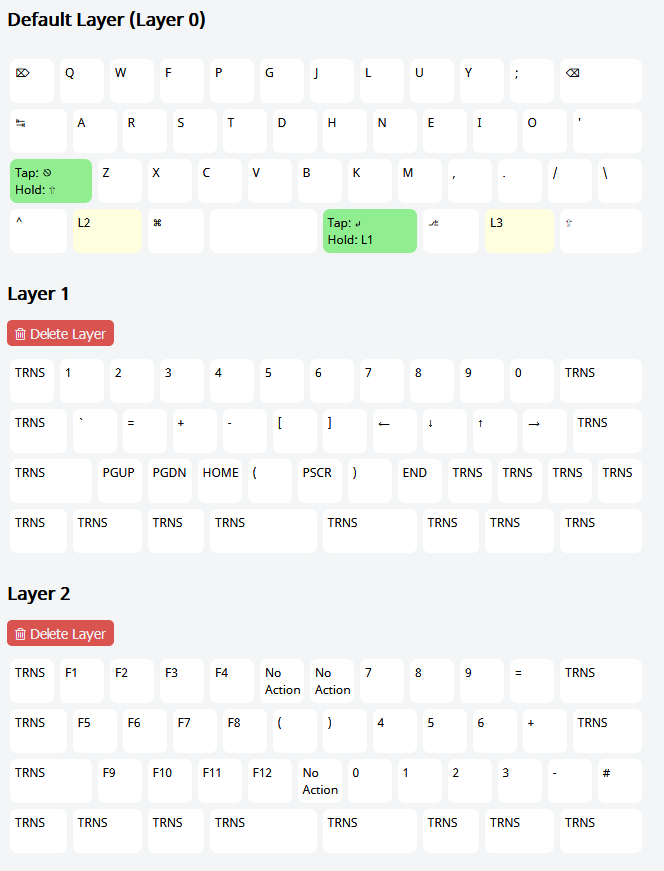 Default Layer (Layer 0)
⌦ Q W F P G J L U Y ; ⌫
↹ A R S T D H N E I O '
Tap: ⎋ Z X C V B K M , . / \
Hold: ⇧
^ L2 ⌘ Tap: ↲ ⎇ L3 ⇧
Hold: L1
Layer 1
Delete Layer
TRNS 1 2 3 4 5 6 7 8 9 0 TRNS
TRNS ` = + - [ ] ← ↓ ↑ → TRNS
TRNS PGUP PGDN HOME ( PSCR ) END TRNS TRNS TRNS TRNS
TRNS TRNS TRNS TRNS TRNS TRNS TRNS TRNS
Layer 2
Delete Layer
TRNS F1 F2 F3 F4 No Action No Action 7 8 9 = TRNS
TRNS F5 F6 F7 F8 ( ) 4 5 6 + TRNS
TRNS F9 F10 F11 F12 No Action 0 1 2 3 - #
TRNS TRNS TRNS TRNS TRNS TRNS TRNS TRNS